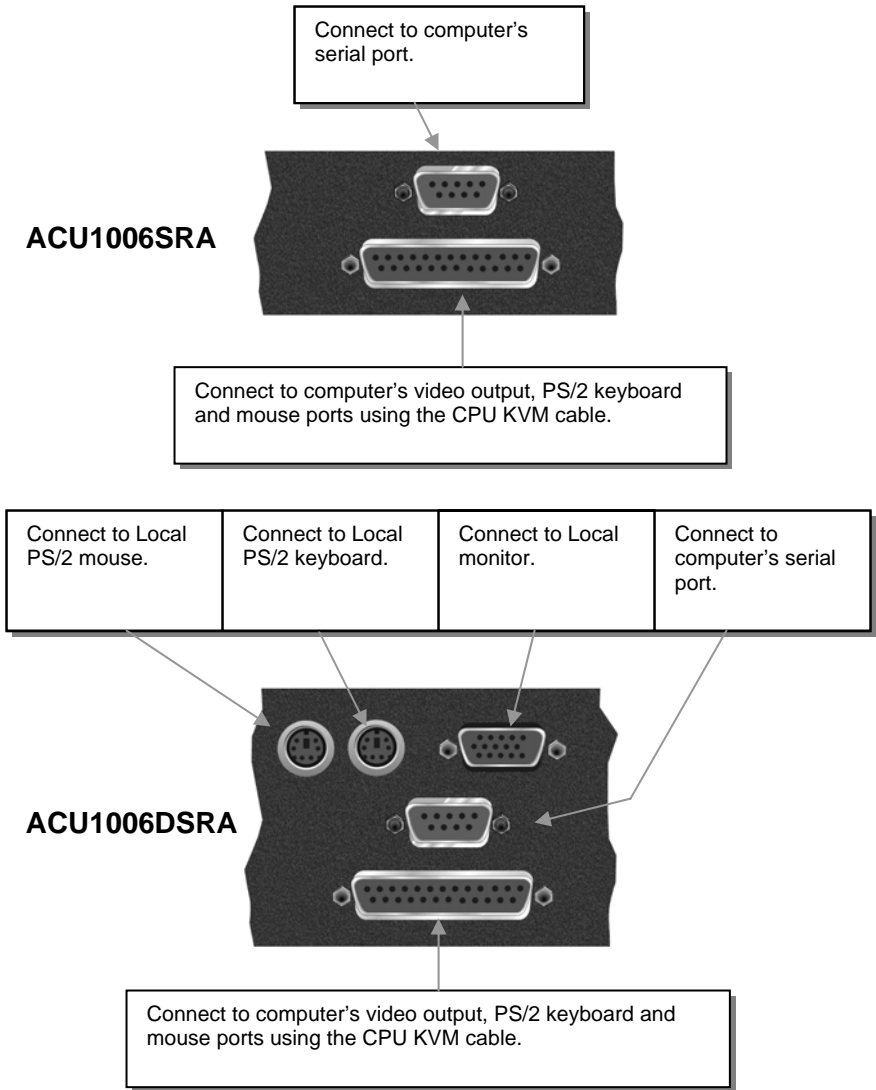 Connect to computer’s
serial port.
ACU1006SRA
Connect to computer’s video output, PS/2 keyboard
and mouse ports using the CPU KVM cable.
Connect to Local
PS/2 mouse.
Connect to Local
PS/2 keyboard.
Connect to Local
monitor.
Connect to
computer’s serial
port.
ACU1006DSRA
Connect to computer’s video output, PS/2 keyboard and
mouse ports using the CPU KVM cable.